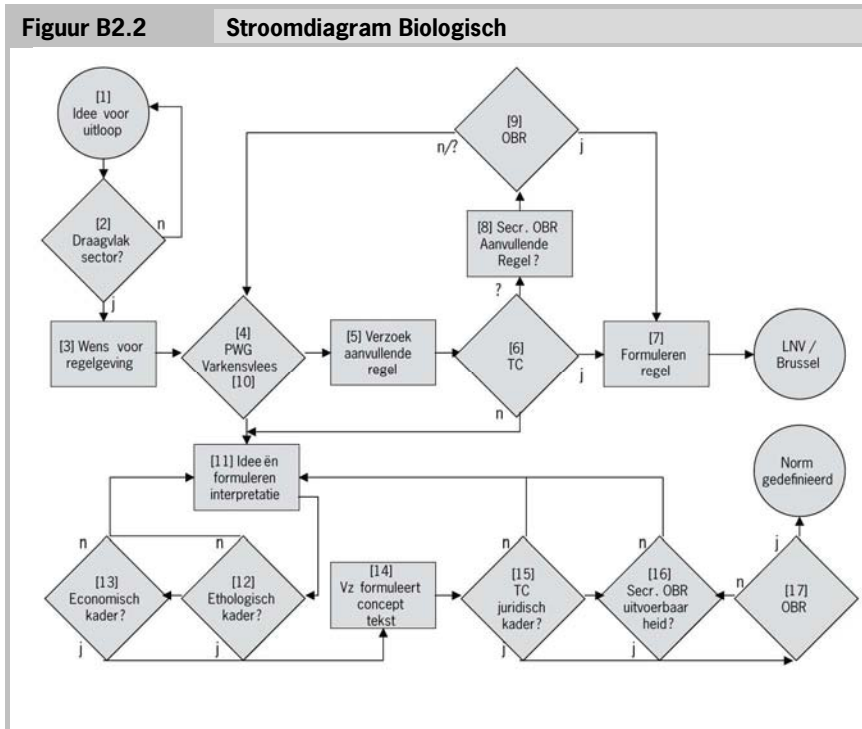 Figuur B2.2 Stroomdiagram Biologisch
[1]
Idee voor
uitloop
[2]
Draagvlak
sector?
n
j
[3] Wens voor
regelgeving
[4]
PWG
Varkensvlees
[10]
[5] Verzoek
aanvullende
regel
[6]
TC
?
j
n
[8] Secr. OBR
Aanvullende
Regel ?
[9]
OBR
n/?
j
[7]
Formuleren
regel
LNV /
Brussel
[11] Idee ën
formuleren
interpretatie
[13]
Economisch
kader?
n
j
[12]
Ethologisch
kader?
n
j
[14]
Vz formuleert
concept
tekst
[15]
TC
juridisch
kader?
n
j
[16]
Secr. OBR
uitvoerbaar
heid?
n
j
[17]
OBR
n
j
Norm
gedefinieerd